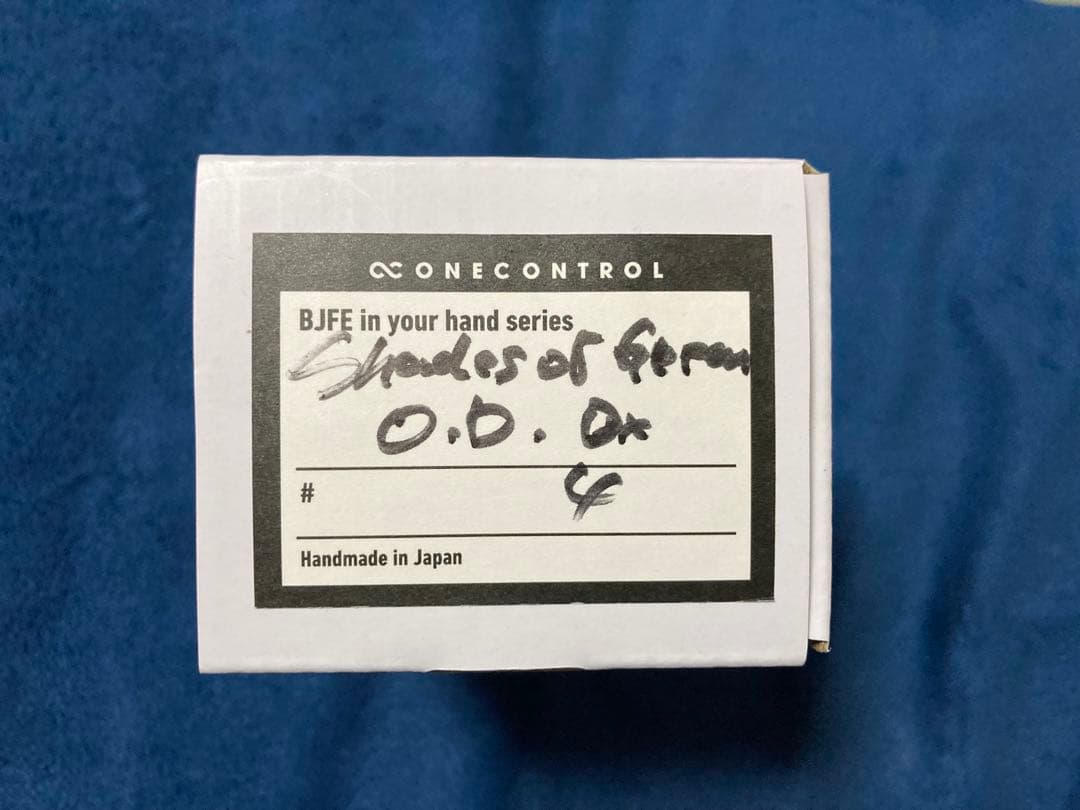 ONECONTROL
BJFE in your hand series
Shades of Green
O.D. Dx
# 4
Handmade in Japan